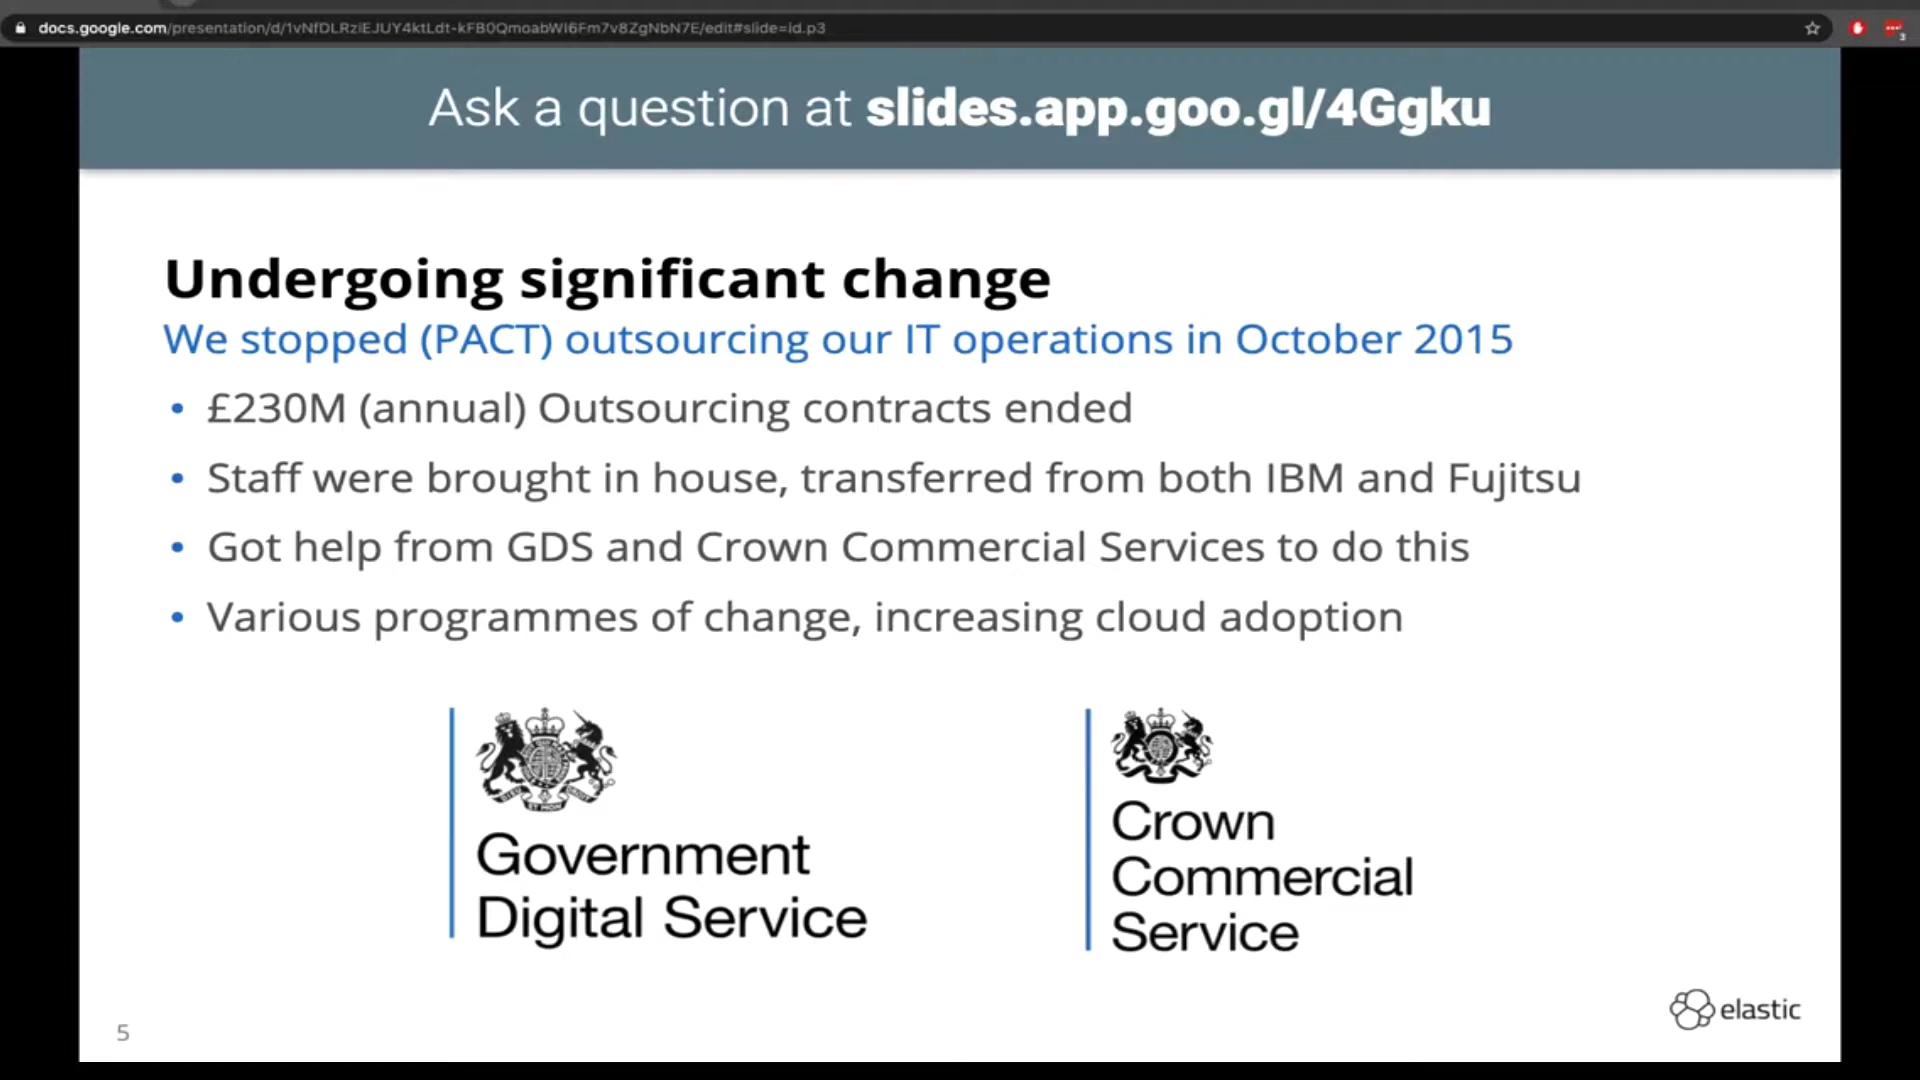 docs.google.com/presentation/d/1vNfDLRziEJUY4ktLdt-kFB0QmoabWI6Fm7v8ZgNbN7E/edit#slide=id.p3
3
Ask a question at slides.app.goo.gl/4Ggku
Undergoing significant change
We stopped (PACT) outsourcing our IT operations in October 2015
• £230M (annual) Outsourcing contracts ended
• Staff were brought in house, transferred from both IBM and Fujitsu
• Got help from GDS and Crown Commercial Services to do this
• Various programmes of change, increasing cloud adoption
Government
Digital Service
Crown
Commercial
Service
elastic
5